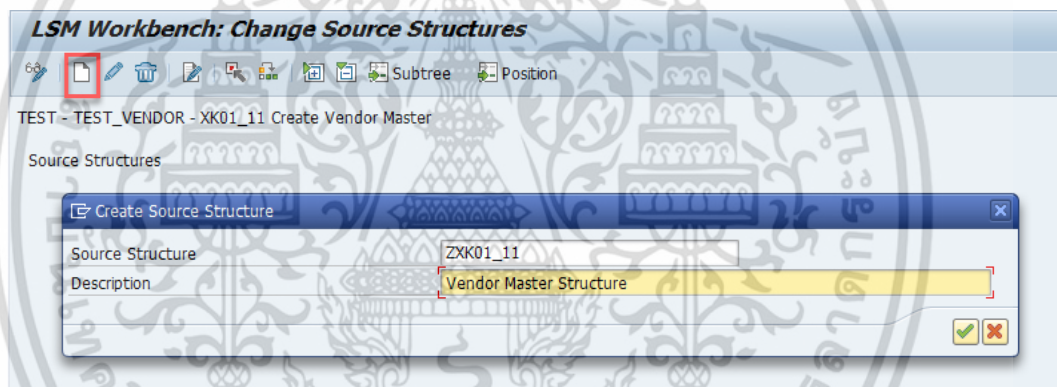 LSM Workbench: Change Source Structures
Subtree Position
TEST - TEST_VENDOR - XK01_11 Create Vendor Master
Source Structures
Create Source Structure
Source Structure ZXK01_11
Description Vendor Master Structure